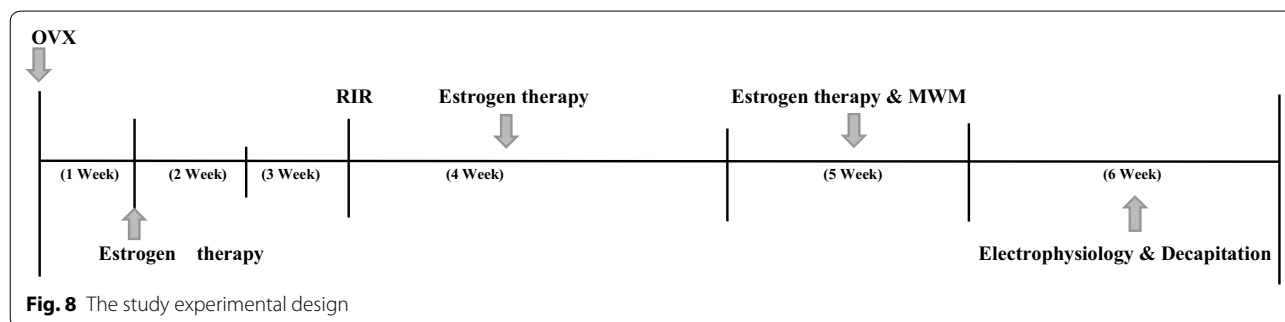 OVX
RIR Estrogen therapy Estrogen therapy & MWM
(1 Week) (2 Week) (3 Week) (4 Week) (5 Week) (6 Week)
Estrogen therapy Electrophysiology & Decapitation
Fig. 8 The study experimental design